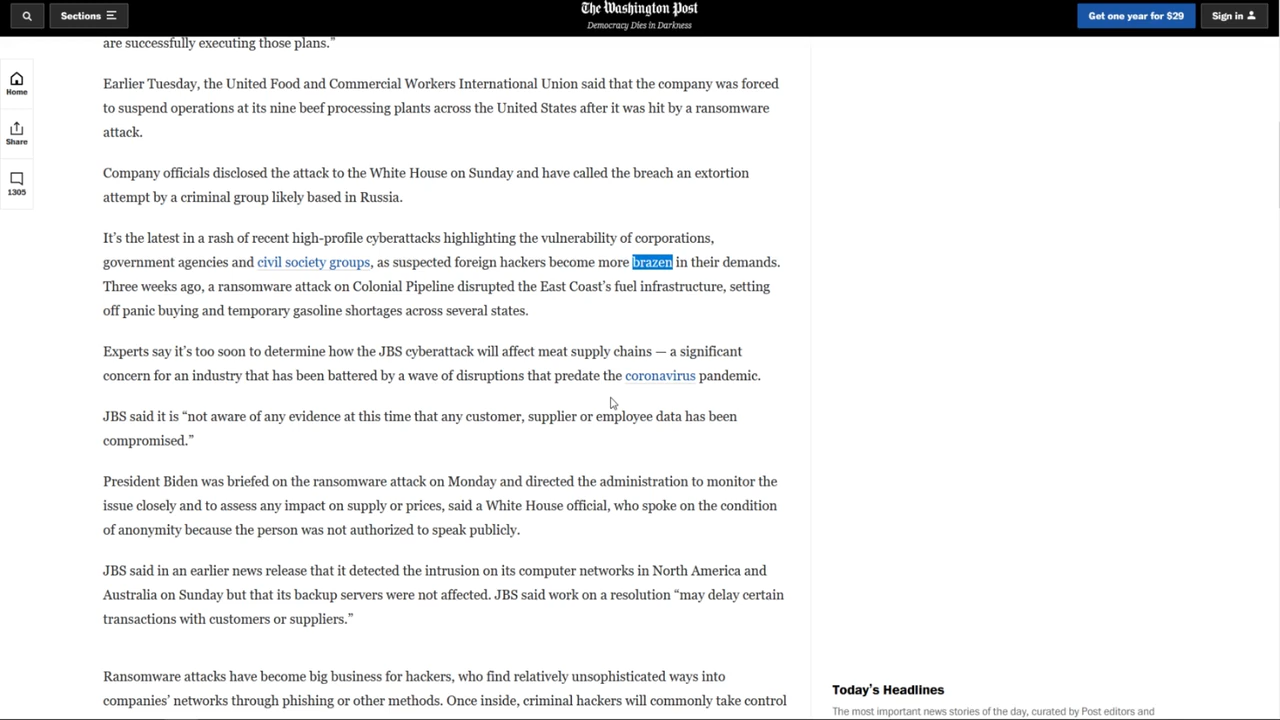 Sections
The Washington Post
Democracy Dies in Darkness
Get one year for $29
Sign in
Home
Share
1305
are successfully executing those plans.”
Earlier Tuesday, the United Food and Commercial Workers International Union said that the company was forced
to suspend operations at its nine beef processing plants across the United States after it was hit by a ransomware
attack.
Company officials disclosed the attack to the White House on Sunday and have called the breach an extortion
attempt by a criminal group likely based in Russia.
It’s the latest in a rash of recent high-profile cyberattacks highlighting the vulnerability of corporations,
government agencies and civil society groups, as suspected foreign hackers become more brazen in their demands.
Three weeks ago, a ransomware attack on Colonial Pipeline disrupted the East Coast’s fuel infrastructure, setting
off panic buying and temporary gasoline shortages across several states.
Experts say it’s too soon to determine how the JBS cyberattack will affect meat supply chains — a significant
concern for an industry that has been battered by a wave of disruptions that predate the coronavirus pandemic.
JBS said it is “not aware of any evidence at this time that any customer, supplier or employee data has been
compromised.”
President Biden was briefed on the ransomware attack on Monday and directed the administration to monitor the
issue closely and to assess any impact on supply or prices, said a White House official, who spoke on the condition
of anonymity because the person was not authorized to speak publicly.
JBS said in an earlier news release that it detected the intrusion on its computer networks in North America and
Australia on Sunday but that its backup servers were not affected. JBS said work on a resolution “may delay certain
transactions with customers or suppliers.”
Ransomware attacks have become big business for hackers, who find relatively unsophisticated ways into
companies’ networks through phishing or other methods. Once inside, criminal hackers will commonly take control
Today’s Headlines
The most important news stories of the day, curated by Post editors and